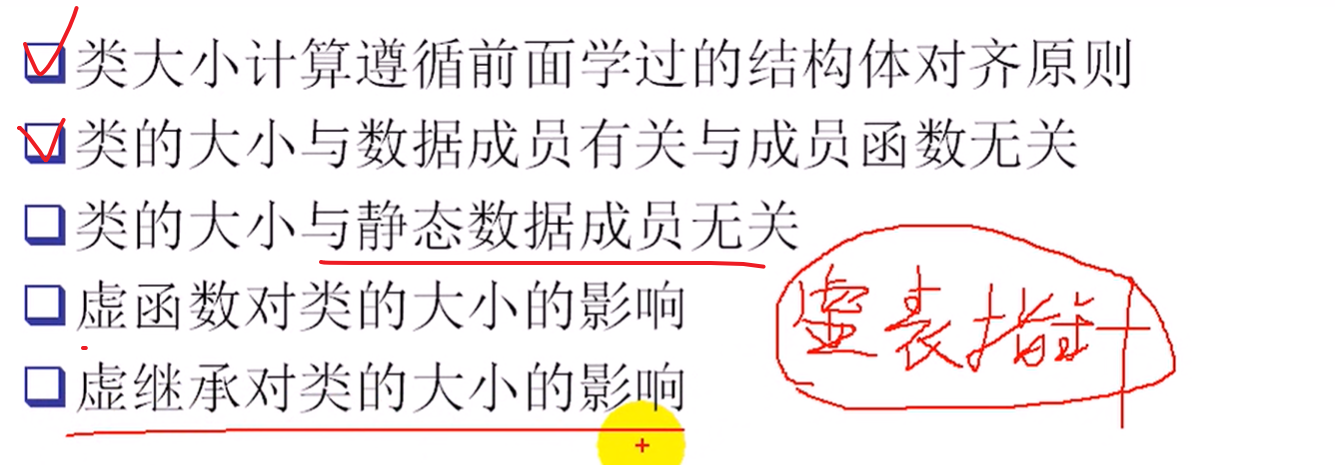 类大小计算遵循前面学过的结构体对齐原则
类的大小与数据成员有关与成员函数无关
类的大小与静态数据成员无关
虚函数对类的大小的影响
虚表指针
虚继承对类的大小的影响